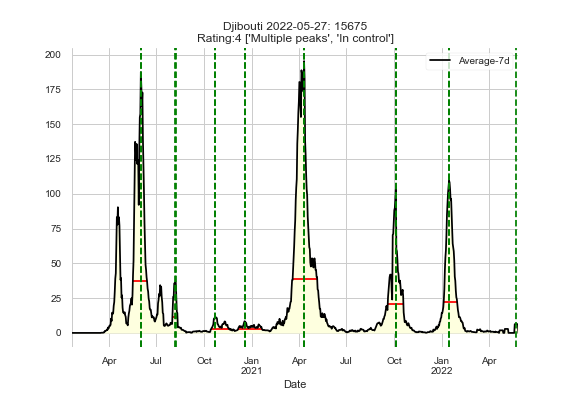 Djibouti 2022-05-27: 15675
Rating:4 ['Multiple peaks', 'In control']
Average-7d
200
175
150
125
100
75
50
25
0
Apr Jul Oct Jan Apr Jul Oct Jan Apr
2021 2022
Date